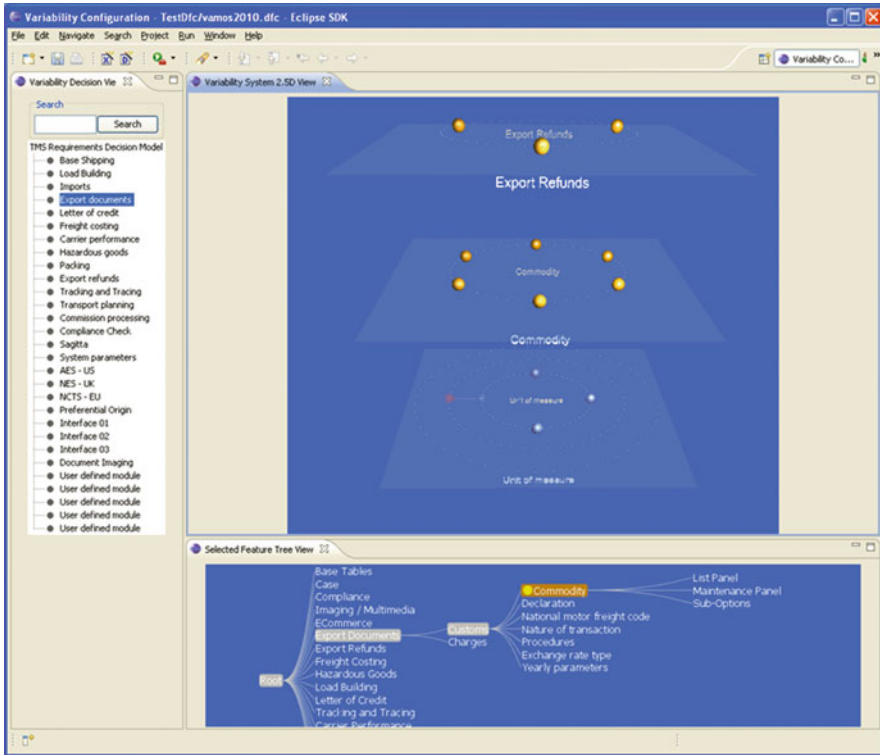 Variability Configuration - TestDfc/vamos2010.dfc - Eclipse SDK
File Edit Navigate Search Project Run Window Help
Variability Co...
Variability Decision Vie
Search
Search
TMS Requirements Decision Model
Base Shipping
Load Building
Imports
Export documents
Letter of credit
Freight costing
Carrier performance
Hazardous goods
Packing
Export refunds
Tracking and Tracing
Transport planning
Commission processing
Compliance Check
Sagitta
System parameters
AES - US
NES - UK
NCTS - EU
Preferential Origin
Interface 01
Interface 02
Interface 03
Document Imaging
User defined module
User defined module
User defined module
User defined module
User defined module
Variability System 2.5D View
Export Refunds
Export Refunds
Commodity
Commodity
Unit of measure
Unit of measure
Selected Feature Tree View
Root
Base Tables
Case
Compliance
Imaging / Multimedia
ECommerce
Export Documents
Export Refunds
Freight Costing
Hazardous Goods
Load Building
Letter of Credit
Tracking and Tracing
Carrier Performance
Customs
Charges
Commodity
Declaration
National motor freight code
Nature of transaction
Procedures
Exchange rate type
Yearly parameters
List Panel
Maintenance Panel
Sub-Options